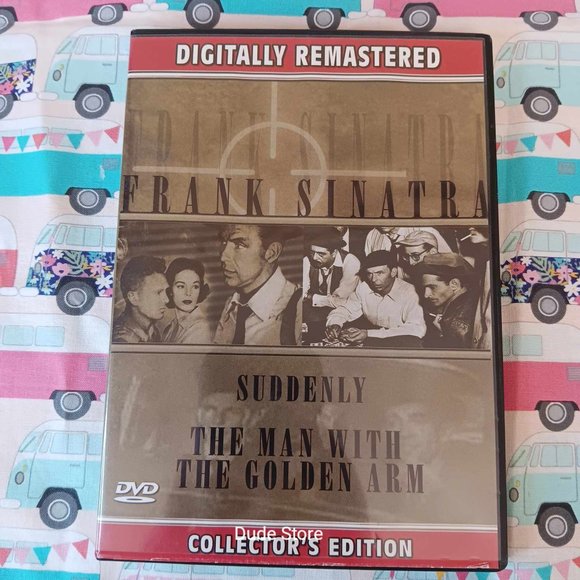 DIGITALLY REMASTERED
FRANK SINATRA
FRANK SINATRA
SUDDENLY
THE MAN WITH
THE GOLDEN ARM
DVD
Dude Store
COLLECTOR'S EDITION